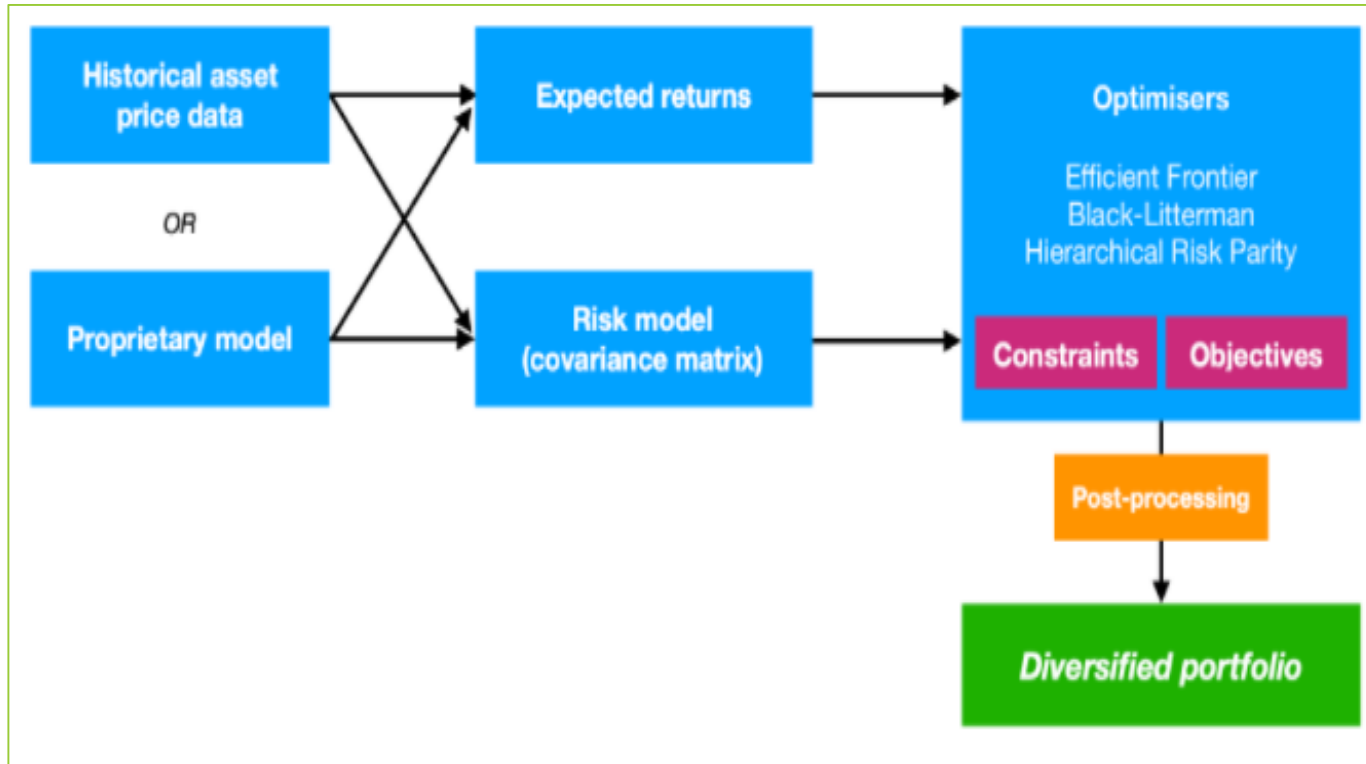 Historical asset
price data
OR
Proprietary model
Expected returns
Risk model
(covariance matrix)
Optimisers
Efficient Frontier
Black-Litterman
Hierarchical Risk Parity
Constraints
Objectives
Post-processing
Diversified portfolio